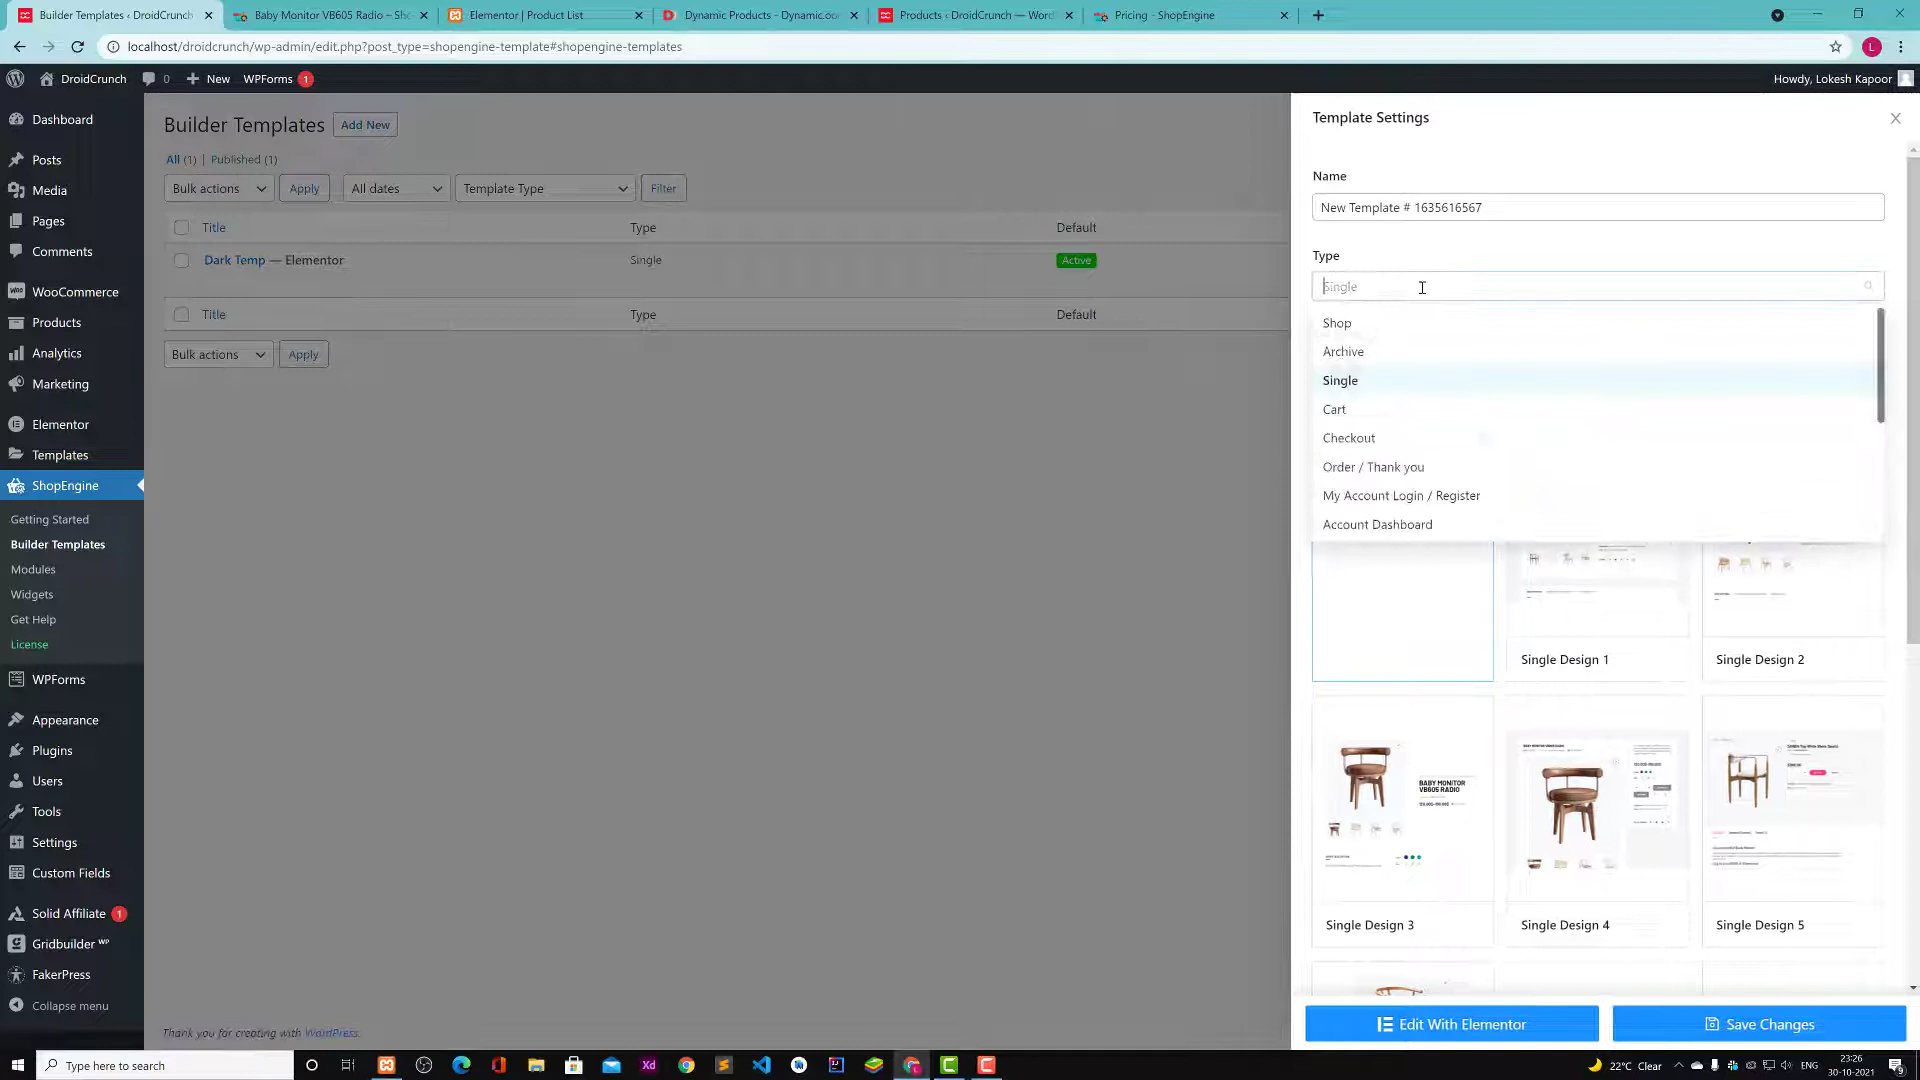 Builder Templates ‹ DroidCrunch
Baby Monitor VB605 Radio – Sho
Elementor | Product List
Dynamic Products - Dynamic.oo
Products ‹ DroidCrunch — Word
Pricing - ShopEngine
localhost/droidcrunch/wp-admin/edit.php?post_type=shopengine-template#shopengine-templates
L
DroidCrunch
0
New
WPForms 1
Howdy, Lokesh Kapoor
Dashboard
Posts
Media
Pages
Comments
WooCommerce
Products
Analytics
Marketing
Elementor
Templates
ShopEngine
Getting Started
Builder Templates
Modules
Widgets
Get Help
License
WPForms
Appearance
Plugins
Users
Tools
Settings
Custom Fields
Solid Affiliate 1
Gridbuilder WP
FakerPress
Collapse menu
Builder Templates
Add New
All (1) | Published (1)
Bulk actions
Apply
All dates
Template Type
Filter
Title
Type
Default
Dark Temp — Elementor
Single
Active
Title
Type
Default
Bulk actions
Apply
Thank you for creating with WordPress.
Template Settings
Name
New Template # 1635616567
Type
Single
Shop
Archive
Single
Cart
Checkout
Order / Thank you
My Account Login / Register
Account Dashboard
Single Design 1
Single Design 2
BABY MONITOR
VB605 RADIO
Single Design 3
Single Design 4
Single Design 5
Edit With Elementor
Save Changes
Type here to search
Xd
22°C Clear
ENG
23:26
30-10-2021